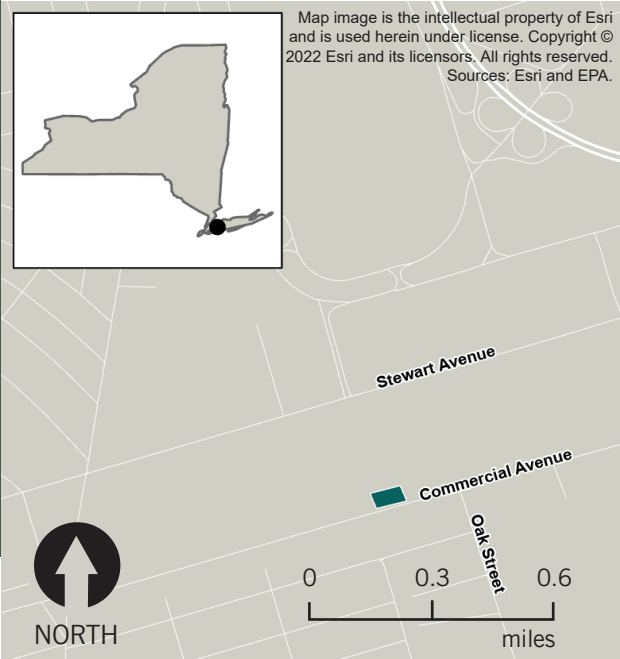 Map image is the intellectual property of Esri
and is used herein under license. Copyright ©
2022 Esri and its licensors. All rights reserved.
Sources: Esri and EPA.
Stewart Avenue
Commercial Avenue
Oak Street
0 0.3 0.6
miles
NORTH